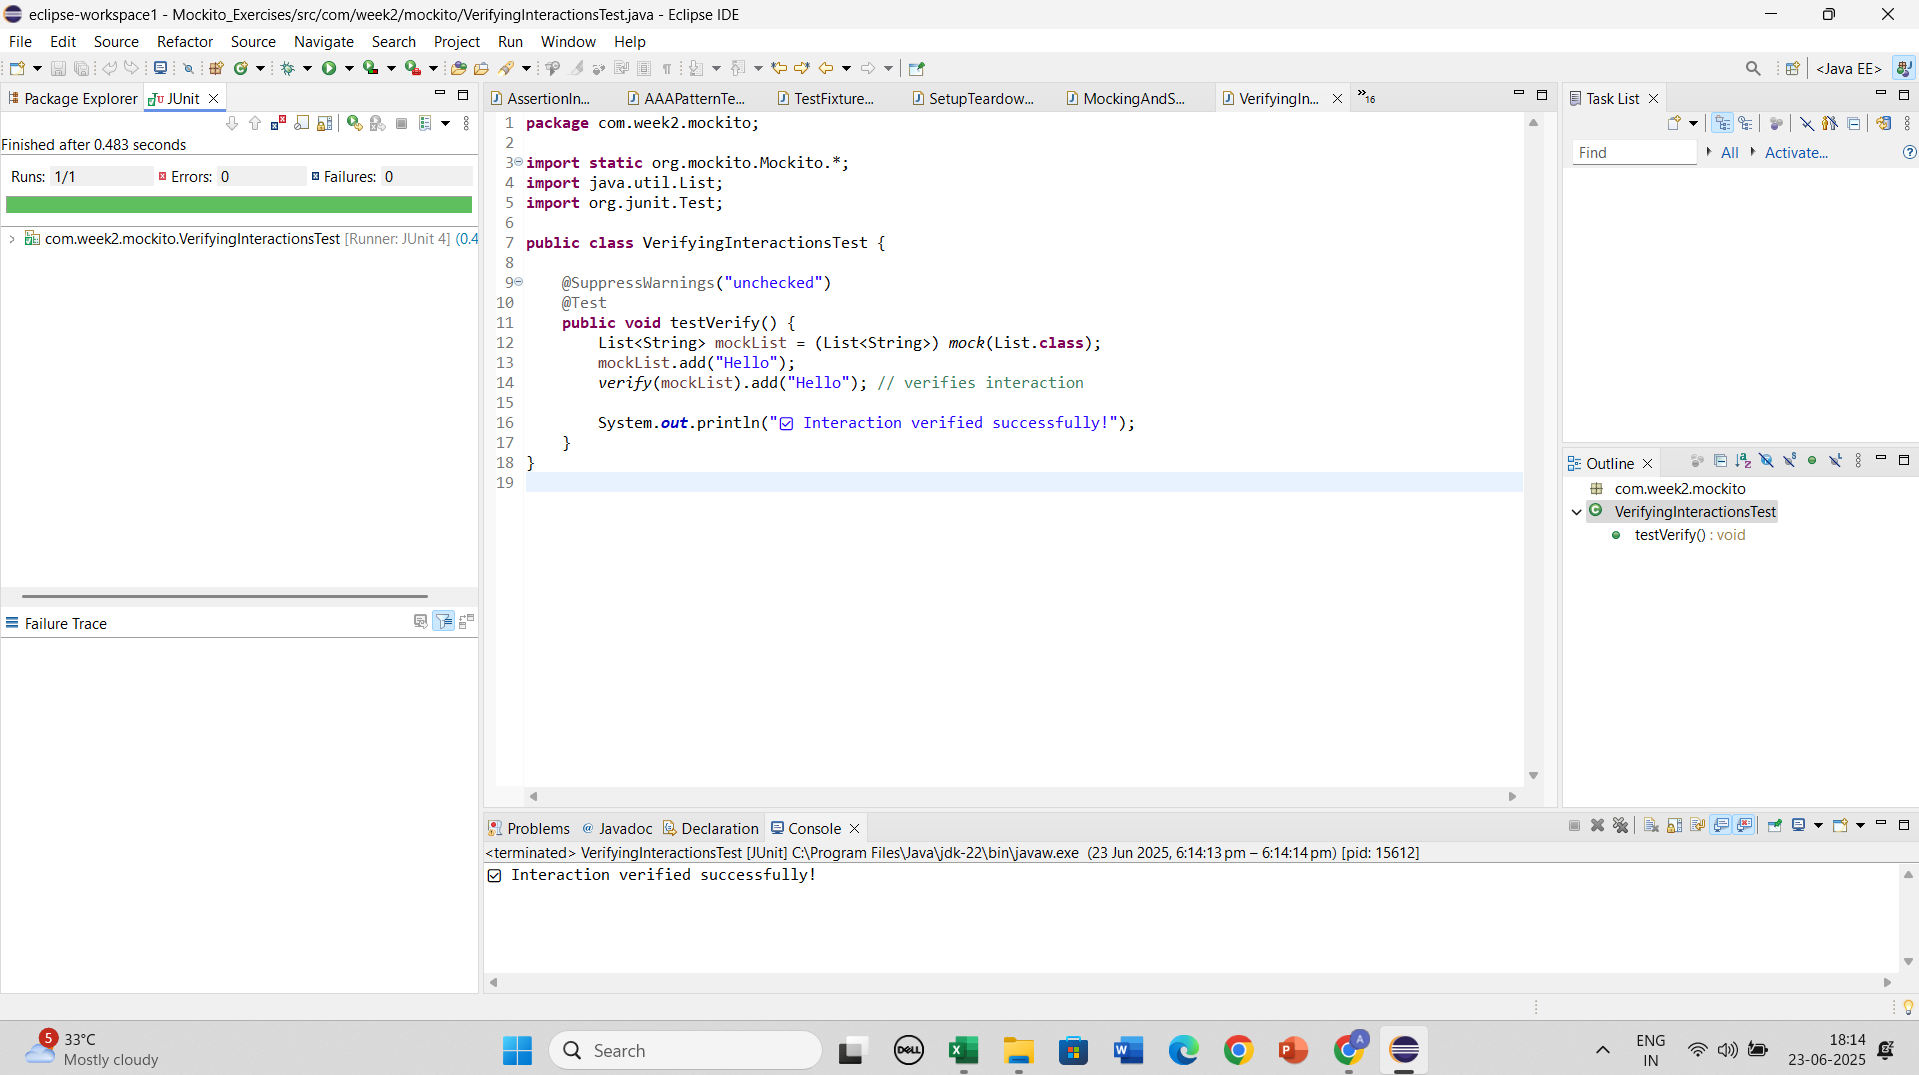 eclipse-workspace1 - Mockito_Exercises/src/com/week2/mockito/VerifyingInteractionsTest.java - Eclipse IDE
File Edit Source Refactor Source Navigate Search Project Run Window Help
<Java EE>
Package Explorer JUnit
Finished after 0.483 seconds
Runs: 1/1 Errors: 0 Failures: 0
com.week2.mockito.VerifyingInteractionsTest [Runner: JUnit 4] (0.4
Failure Trace
AssertionIn... AAAPatternTe... TestFixture... SetupTeardow... MockingAndS... VerifyingIn... »16
1 package com.week2.mockito;
2
3 import static org.mockito.Mockito.*;
4 import java.util.List;
5 import org.junit.Test;
6
7 public class VerifyingInteractionsTest {
8
9     @SuppressWarnings("unchecked")
10     @Test
11     public void testVerify() {
12         List<String> mockList = (List<String>) mock(List.class);
13         mockList.add("Hello");
14         verify(mockList).add("Hello"); // verifies interaction
15
16         System.out.println("☑ Interaction verified successfully!");
17     }
18 }
19
Task List
Find All Activate...
Outline
com.week2.mockito
VerifyingInteractionsTest
testVerify() : void
Problems @ Javadoc Declaration Console
<terminated> VerifyingInteractionsTest [JUnit] C:\Program Files\Java\jdk-22\bin\javaw.exe (23 Jun 2025, 6:14:13 pm – 6:14:14 pm) [pid: 15612]
☑ Interaction verified successfully!
5 33°C
Mostly cloudy
Search
DELL
A
ENG
IN
18:14
23-06-2025